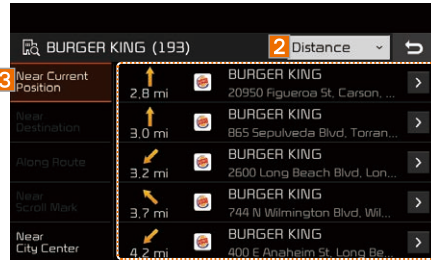 BURGER KING (193)
2
Distance
3
Near Current
Position
Near
Destination
Along Route
Near
Scroll Mark
Near
City Center
2.8 mi
BURGER KING
20950 Figueroa St, Carson, ...
3.0 mi
BURGER KING
865 Sepulveda Blvd, Torran...
3.2 mi
BURGER KING
2600 Long Beach Blvd, Lon...
3.7 mi
BURGER KING
744 N Wilmington Blvd, Wil...
4.2 mi
BURGER KING
400 E Anaheim St, Long Be...